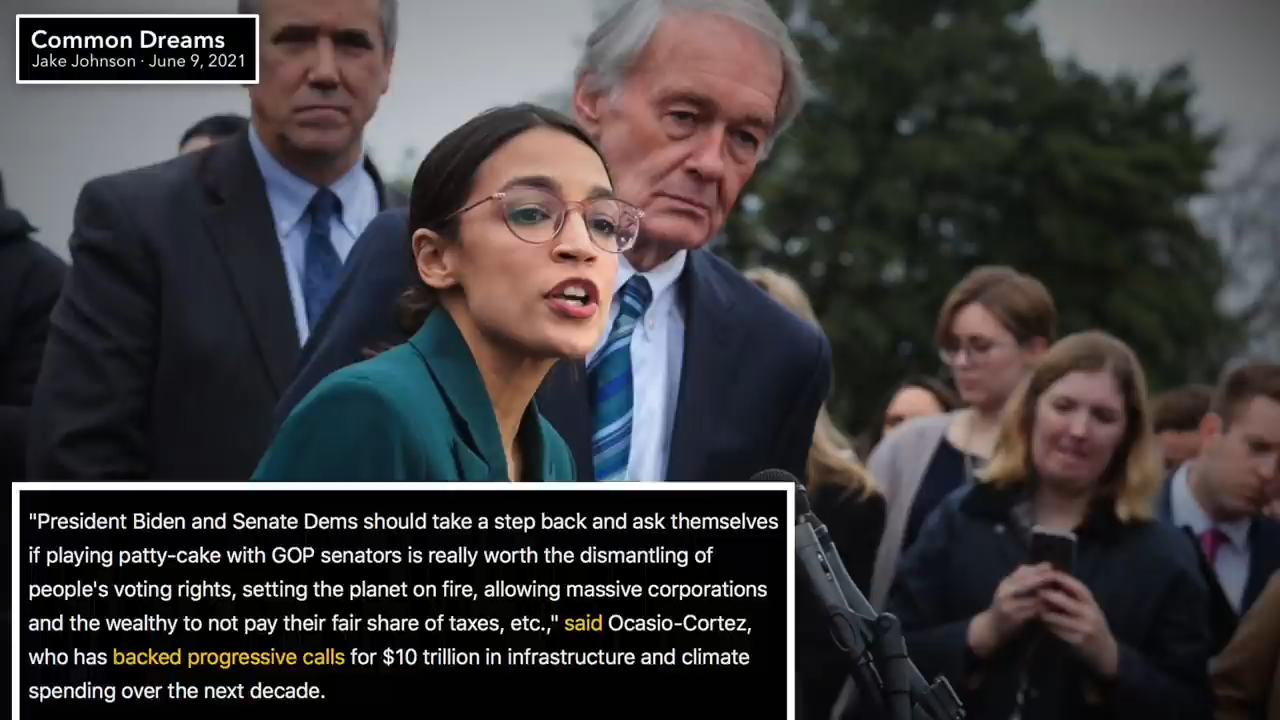 Common Dreams
Jake Johnson · June 9, 2021
"President Biden and Senate Dems should take a step back and ask themselves
if playing patty-cake with GOP senators is really worth the dismantling of
people's voting rights, setting the planet on fire, allowing massive corporations
and the wealthy to not pay their fair share of taxes, etc.," said Ocasio-Cortez,
who has backed progressive calls for $10 trillion in infrastructure and climate
spending over the next decade.